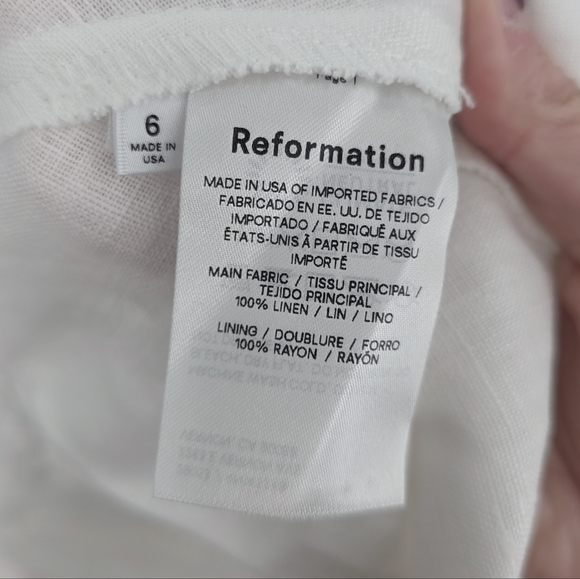 6
MADE IN
USA
Reformation
MADE IN USA OF IMPORTED FABRICS /
FABRICADO EN EE. UU. DE TEJIDO
IMPORTADO / FABRIQUÉ AUX
ÉTATS-UNIS À PARTIR DE TISSU
IMPORTÉ
MAIN FABRIC / TISSU PRINCIPAL /
TEJIDO PRINCIPAL
100% LINEN / LIN / LINO
LINING / DOUBLURE / FORRO
100% RAYON / RAYÓN